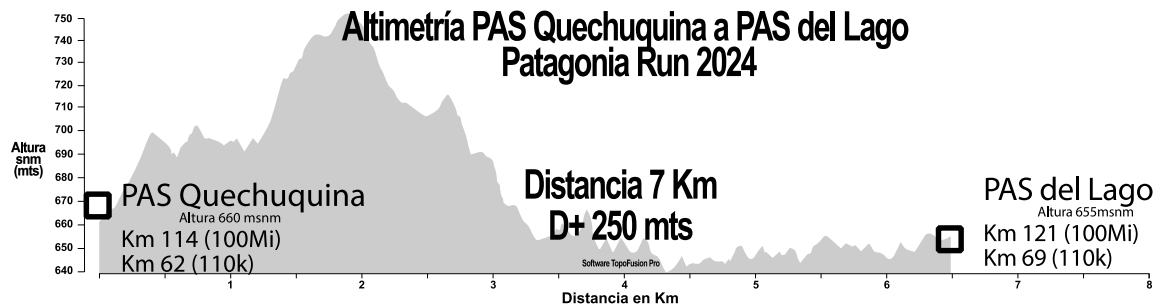 Altimetría PAS Quechuquina a PAS del Lago
Patagonia Run 2024
750
740
730
720
710
700
690
680
670
660
650
640
Altura
snm
(mts)
PAS Quechuquina
Altura 660 msnm
Km 114 (100Mi)
Km 62 (110k)
Distancia 7 Km
D+ 250 mts
Software TopoFusion Pro
PAS del Lago
Altura 655msnm
Km 121 (100Mi)
Km 69 (110k)
1 2 3 4 5 6 7 8
Distancia en Km